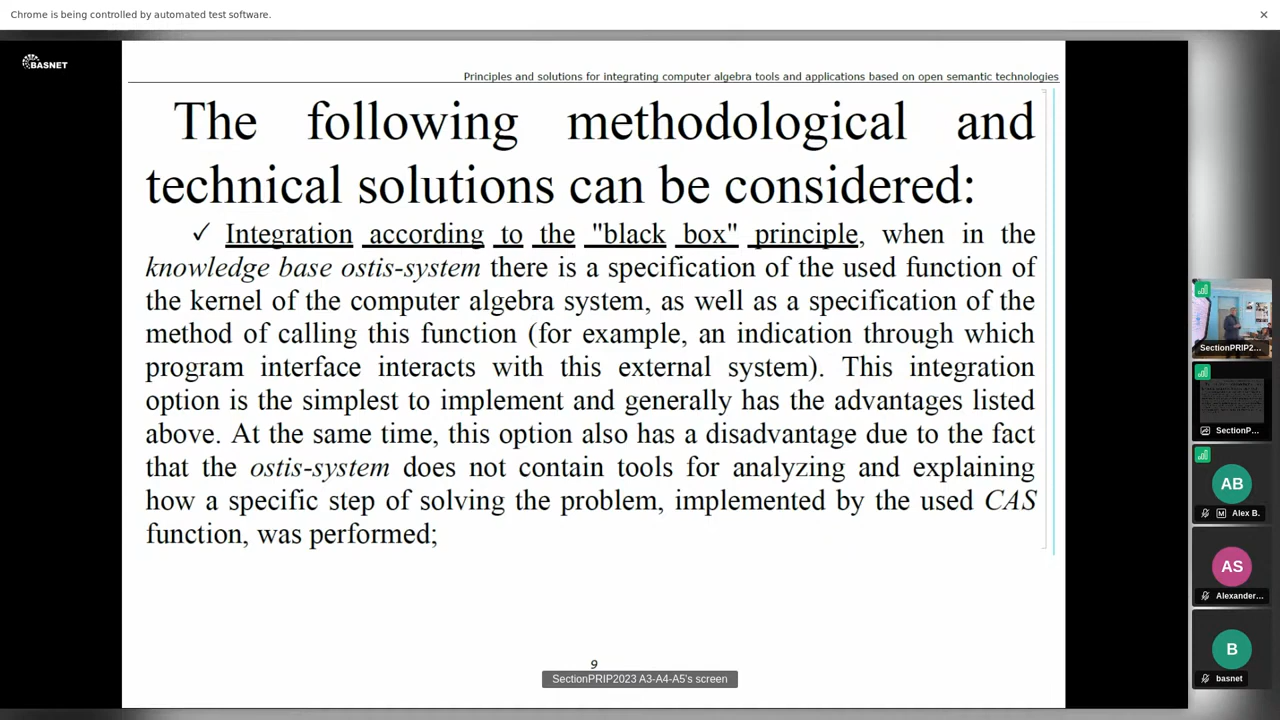 Chrome is being controlled by automated test software.
BASNET
Principles and solutions for integrating computer algebra tools and applications based on open semantic technologies
The following methodological and
technical solutions can be considered:
✓ Integration according to the "black box" principle, when in the
knowledge base ostis-system there is a specification of the used function of
the kernel of the computer algebra system, as well as a specification of the
method of calling this function (for example, an indication through which
program interface interacts with this external system). This integration
option is the simplest to implement and generally has the advantages listed
above. At the same time, this option also has a disadvantage due to the fact
that the ostis-system does not contain tools for analyzing and explaining
how a specific step of solving the problem, implemented by the used CAS
function, was performed;
9
SectionPRIP2023 A3-A4-A5's screen
SectionPRIP2...
SectionP...
AB
M Alex B.
AS
Alexander...
B
basnet